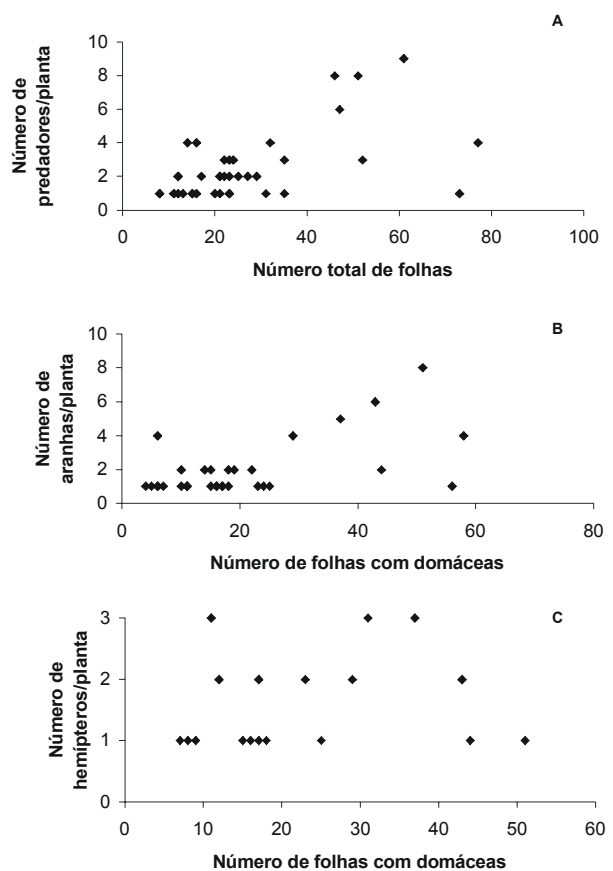 A
Número de
predadores/planta
10
8
6
4
2
0
0 20 40 60 80 100
Número total de folhas
B
Número de
aranhas/planta
10
8
6
4
2
0
0 20 40 60 80
Número de folhas com domáceas
C
Número de
hemípteros/planta
3
2
1
0
0 10 20 30 40 50 60
Número de folhas com domáceas